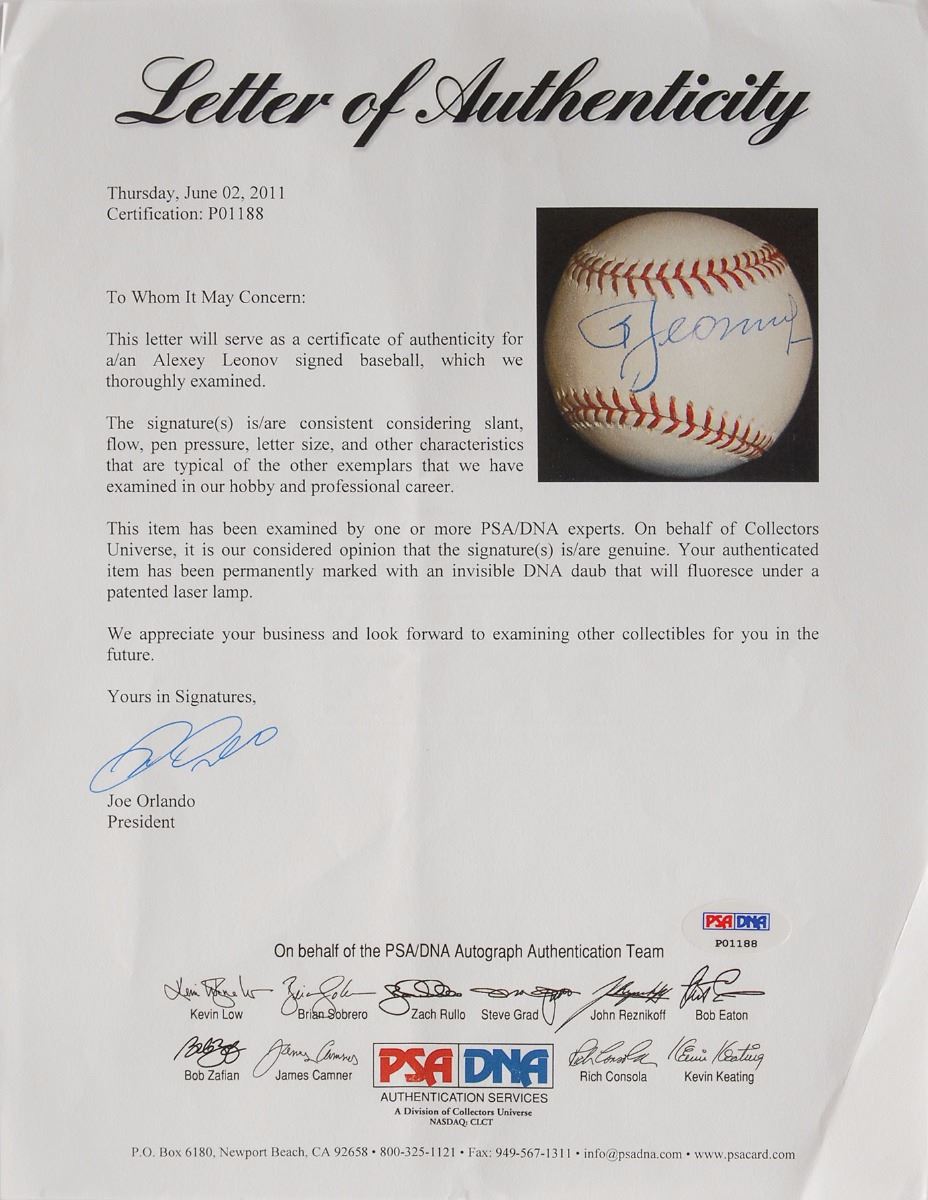 Letter of Authenticity
Thursday, June 02, 2011
Certification: P01188
To Whom It May Concern:
This letter will serve as a certificate of authenticity for
a/an Alexey Leonov signed baseball, which we
thoroughly examined.
The signature(s) is/are consistent considering slant,
flow, pen pressure, letter size, and other characteristics
that are typical of the other exemplars that we have
examined in our hobby and professional career.
This item has been examined by one or more PSA/DNA experts. On behalf of Collectors
Universe, it is our considered opinion that the signature(s) is/are genuine. Your authenticated
item has been permanently marked with an invisible DNA daub that will fluoresce under a
patented laser lamp.
We appreciate your business and look forward to examining other collectibles for you in the
future.
Yours in Signatures,
Joe Orlando
President
PSA DNA
P01188
On behalf of the PSA/DNA Autograph Authentication Team
Kevin Low Brian Sobrero Zach Rullo Steve Grad John Reznikoff Bob Eaton
Bob Zafian James Camner Rich Consola Kevin Keating
PSA DNA
AUTHENTICATION SERVICES
A Division of Collectors Universe
NASDAQ: CLCT
P.O. Box 6180, Newport Beach, CA 92658 • 800-325-1121 • Fax: 949-567-1311 • info@psadna.com • www.psacard.com